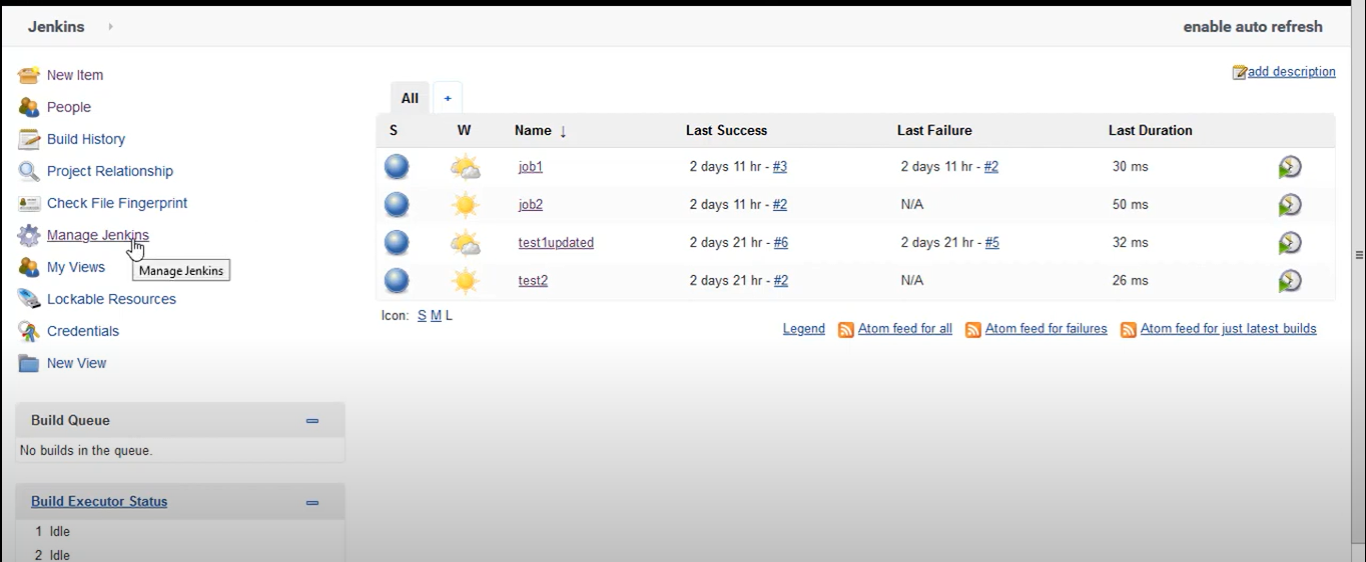 Jenkins
enable auto refresh
New Item
People
Build History
Project Relationship
Check File Fingerprint
Manage Jenkins
Manage Jenkins
My Views
Lockable Resources
Credentials
New View
Build Queue
No builds in the queue.
Build Executor Status
1 Idle
2 Idle
add description
All +
S W Name ↓ Last Success Last Failure Last Duration
job1 2 days 11 hr - #3 2 days 11 hr - #2 30 ms
job2 2 days 11 hr - #2 N/A 50 ms
test1updated 2 days 21 hr - #6 2 days 21 hr - #5 32 ms
test2 2 days 21 hr - #2 N/A 26 ms
Icon: S M L
Legend Atom feed for all Atom feed for failures Atom feed for just latest builds